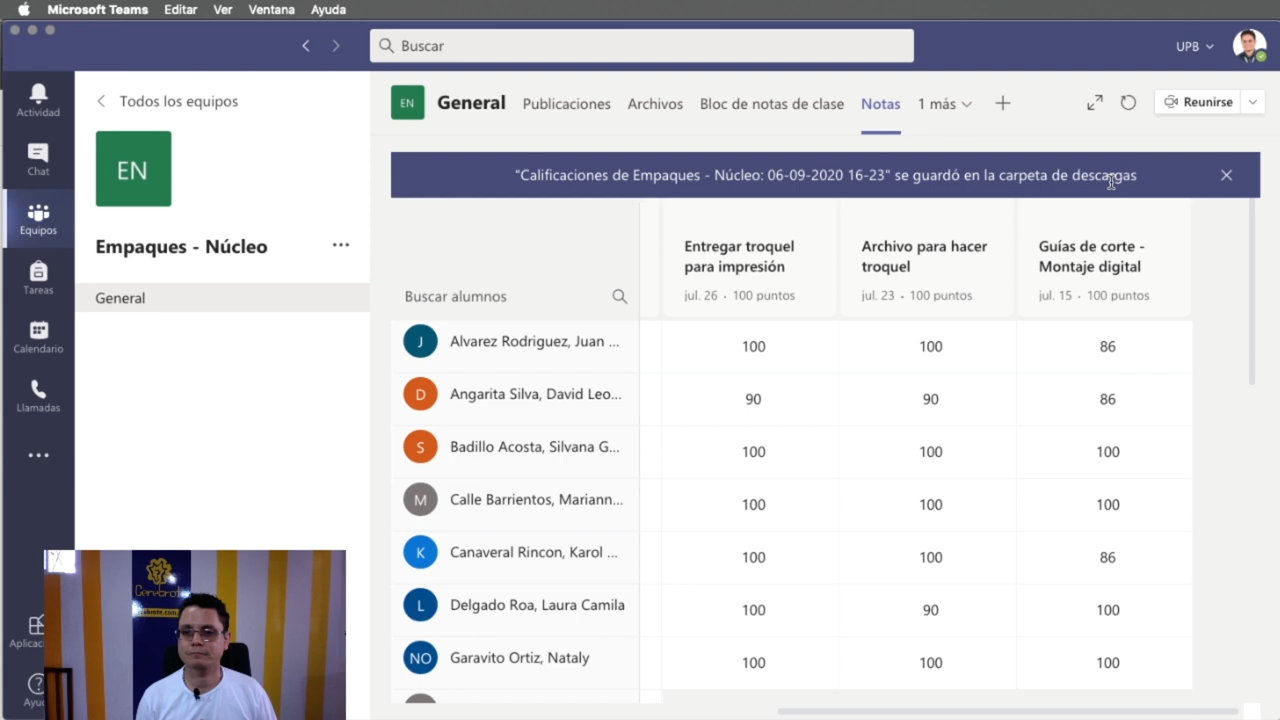 Microsoft Teams Editar Ver Ventana Ayuda
Buscar
UPB
Actividad
Chat
Equipos
Tareas
Calendario
Llamadas
Todos los equipos
EN
Empaques - Núcleo
General
EN General Publicaciones Archivos Bloc de notas de clase Notas 1 más
Reunirse
"Calificaciones de Empaques - Núcleo: 06-09-2020 16-23" se guardó en la carpeta de descargas
Buscar alumnos
Entregar troquel
para impresión
jul. 26 • 100 puntos
Archivo para hacer
troquel
jul. 23 • 100 puntos
Guías de corte -
Montaje digital
jul. 15 • 100 puntos
J Alvarez Rodriguez, Juan ... 100 100 86
D Angarita Silva, David Leo... 90 90 86
S Badillo Acosta, Silvana G... 100 100 100
M Calle Barrientos, Mariann... 100 100 100
K Canaveral Rincon, Karol ... 100 100 86
L Delgado Roa, Laura Camila 100 90 100
NO Garavito Ortiz, Nataly 100 100 100
Aplicac
Ayu